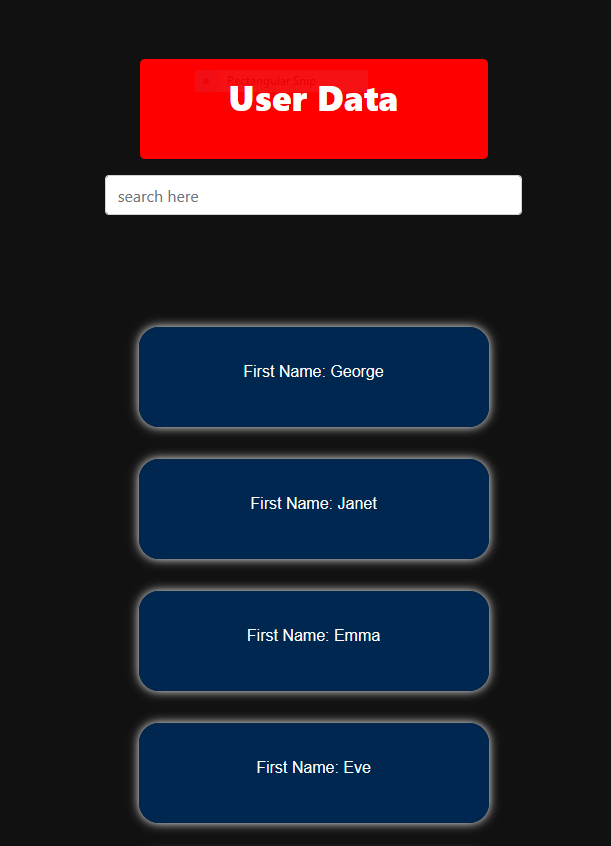 Rectangular Snip
User Data
search here
First Name: George
First Name: Janet
First Name: Emma
First Name: Eve